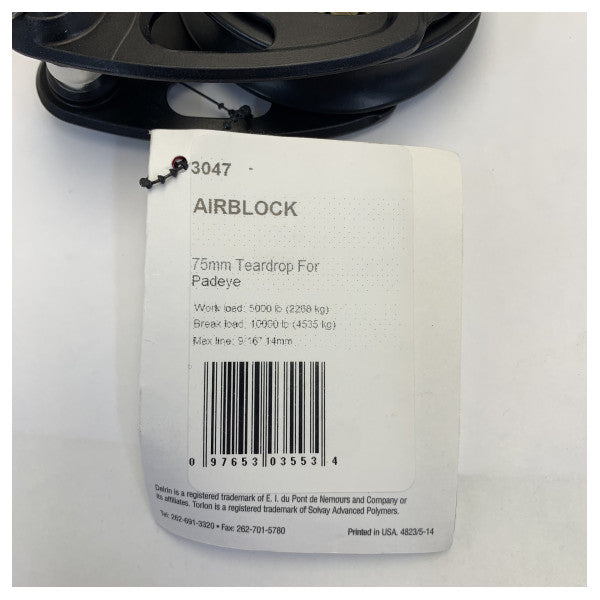 3047 -
AIRBLOCK
75mm Teardrop For
Padeye
Work load: 5000 lb (2268 kg)
Break load: 10000 lb (4535 kg)
Max line: 9/16" 14mm
0 97653 03553 4
Delrin is a registered trademark of E. I. du Pont de Nemours and Company or
its affiliates. Torlon is a registered trademark of Solvay Advanced Polymers.
Tel: 262-691-3320 • Fax: 262-701-5780
Printed in USA. 4823/5-14